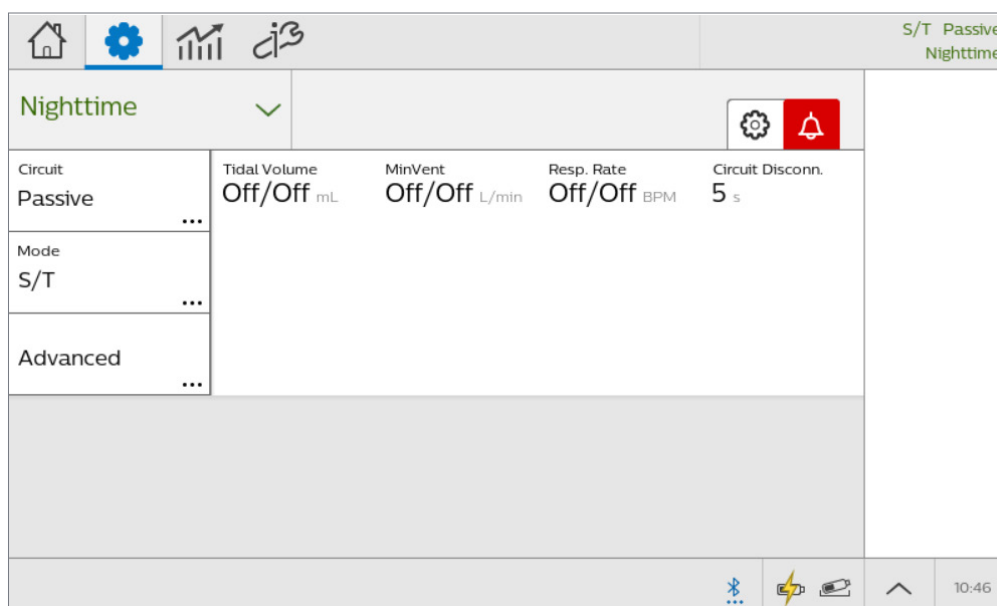 S/T Passive
Nighttime
Nighttime
Circuit
Passive
...
Mode
S/T
...
Advanced
...
Tidal Volume
Off/Off mL
MinVent
Off/Off L/min
Resp. Rate
Off/Off BPM
Circuit Disconn.
5 s
10:46